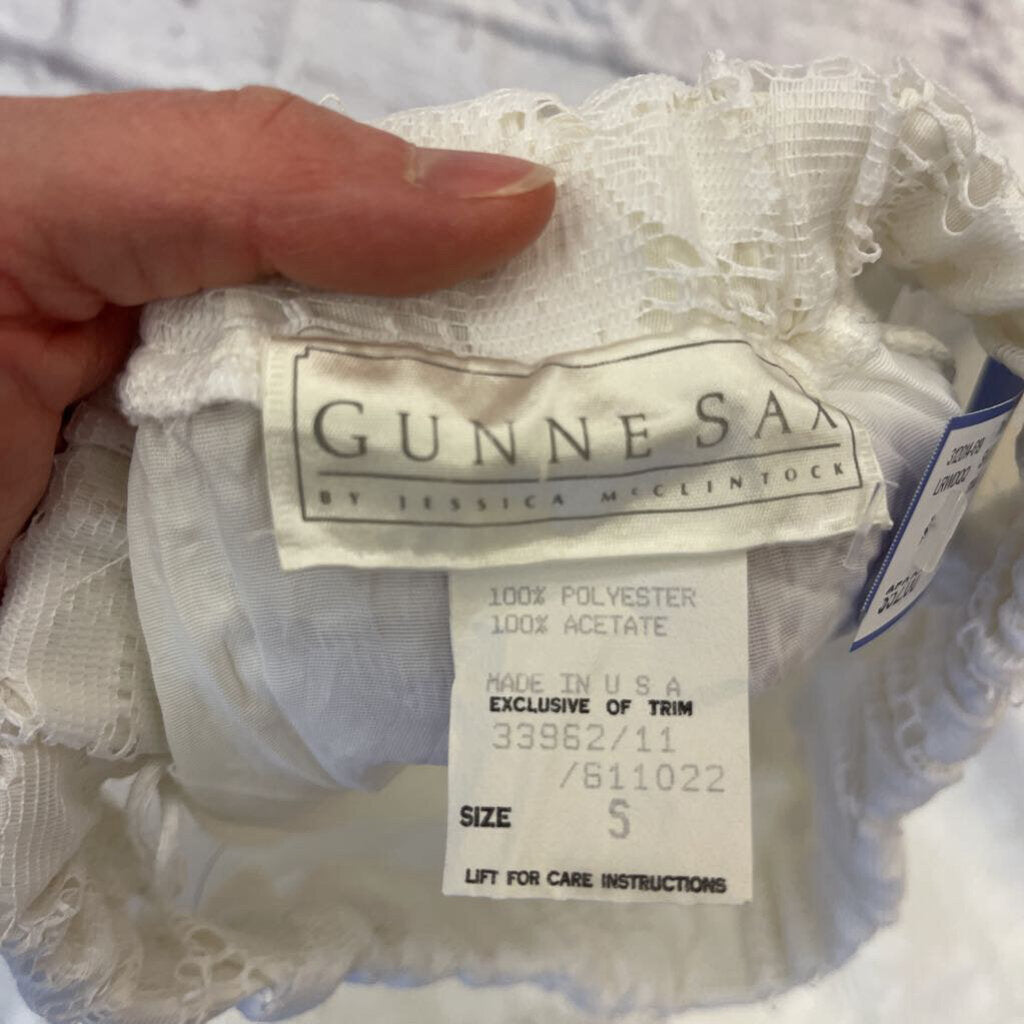 GUNNE SAX
BY JESSICA McCLINTOCK
100% POLYESTER
100% ACETATE
MADE IN U S A
EXCLUSIVE OF TRIM
33962/11
/611022
SIZE S
LIFT FOR CARE INSTRUCTIONS